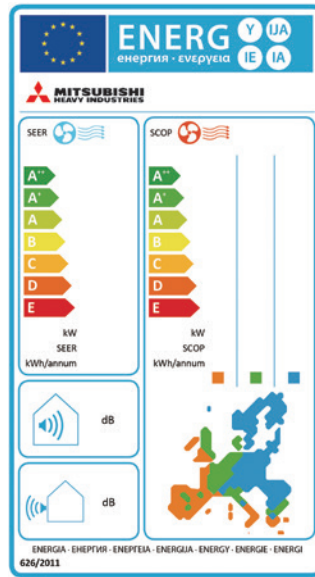 ENERG Y IJA
енергия · ενεργεια IE IA
MITSUBISHI
HEAVY INDUSTRIES
SEER
A++
A+
A
B
C
D
E
kW
SEER
kWh/annum
SCOP
A++
A+
A
B
C
D
E
kW
SCOP
kWh/annum
dB
dB
ENERGIA · ЕНЕРГИЯ · ΕΝΕΡΓΕΙΑ · ENERGIJA · ENERGY · ENERGIE · ENERGI
626/2011